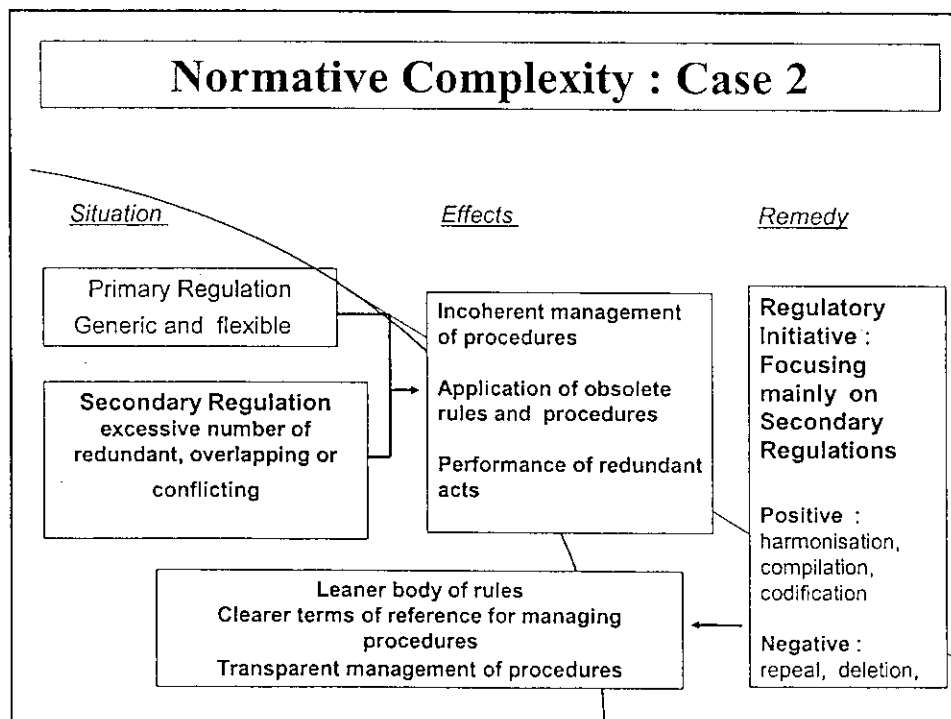 Normative Complexity : Case 2
Situation
Effects
Remedy
Primary Regulation
Generic and flexible
Secondary Regulation
excessive number of
redundant, overlapping or
conflicting
Incoherent management
of procedures
Application of obsolete
rules and procedures
Performance of redundant
acts
Regulatory
Initiative :
Focusing
mainly on
Secondary
Regulations
Positive :
harmonisation,
compilation,
codification
Negative :
repeal, deletion,
Leaner body of rules
Clearer terms of reference for managing
procedures
Transparent management of procedures